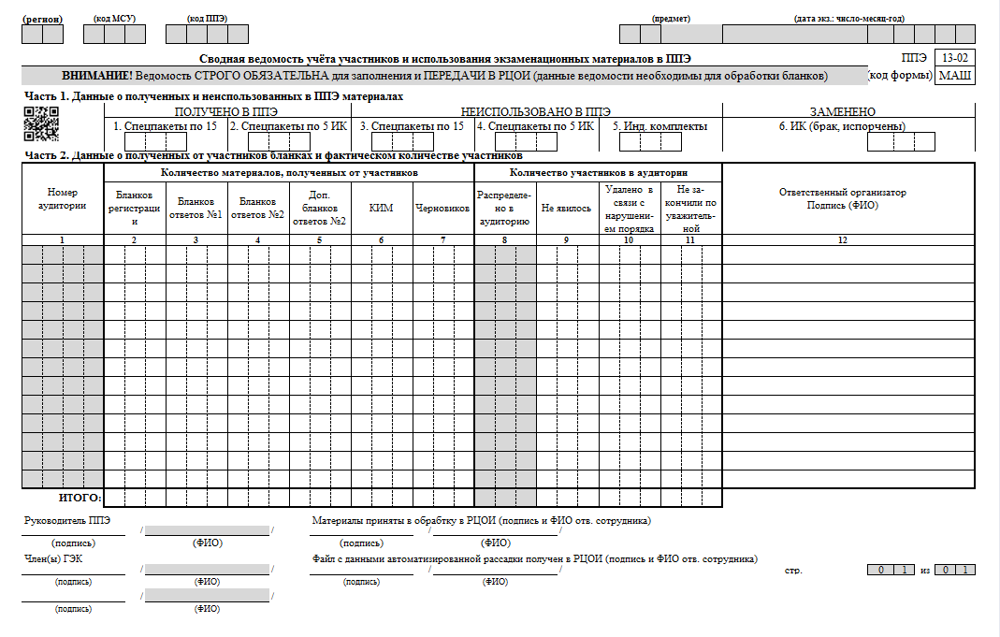 (регион) (код МСУ) (код ППЭ) (предмет) (дата экз.: число-месяц-год)
Сводная ведомость учёта участников и использования экзаменационных материалов в ППЭ ППЭ 13-02
ВНИМАНИЕ! Ведомость СТРОГО ОБЯЗАТЕЛЬНА для заполнения и ПЕРЕДАЧИ В РЦОИ (данные ведомости необходимы для обработки бланков) (код формы) МАШ
Часть 1. Данные о полученных и неиспользованных в ППЭ материалах
ПОЛУЧЕНО В ППЭ НЕИСПОЛЬЗОВАНО В ППЭ ЗАМЕНЕНО
1. Спецпакеты по 15 2. Спецпакеты по 5 ИК 3. Спецпакеты по 15 4. Спецпакеты по 5 ИК 5. Инд. комплекты 6. ИК (брак, испорчены)
Часть 2. Данные о полученных от участников бланках и фактическом количестве участников
Номер
аудитории
Количество материалов, полученных от участников
Количество участников в аудитории
Ответственный организатор
Подпись (ФИО)
Бланков
регистраци
и
Бланков
ответов №1
Бланков
ответов №2
Доп.
бланков
ответов №2
КИМ
Черновиков
Распределе-
но в
аудиторию
Не явилось
Удалено в
связи с
нарушени-
ем порядка
Не за-
кончили по
уважитель-
ной
1 2 3 4 5 6 7 8 9 10 11 12
ИТОГО:
Руководитель ППЭ Материалы приняты в обрабтку в РЦОИ (подпись и ФИО отв. сотрудника)
/ / / /
(подпись) (ФИО) (подпись) (ФИО)
Член(ы) ГЭК Файл с данными автоматизированной рассадки получен в РЦОИ (подпись и ФИО отв. сотрудника)
/ / / / стр. 0 1 из 0 1
(подпись) (ФИО) (подпись) (ФИО)
/ /
(подпись) (ФИО)